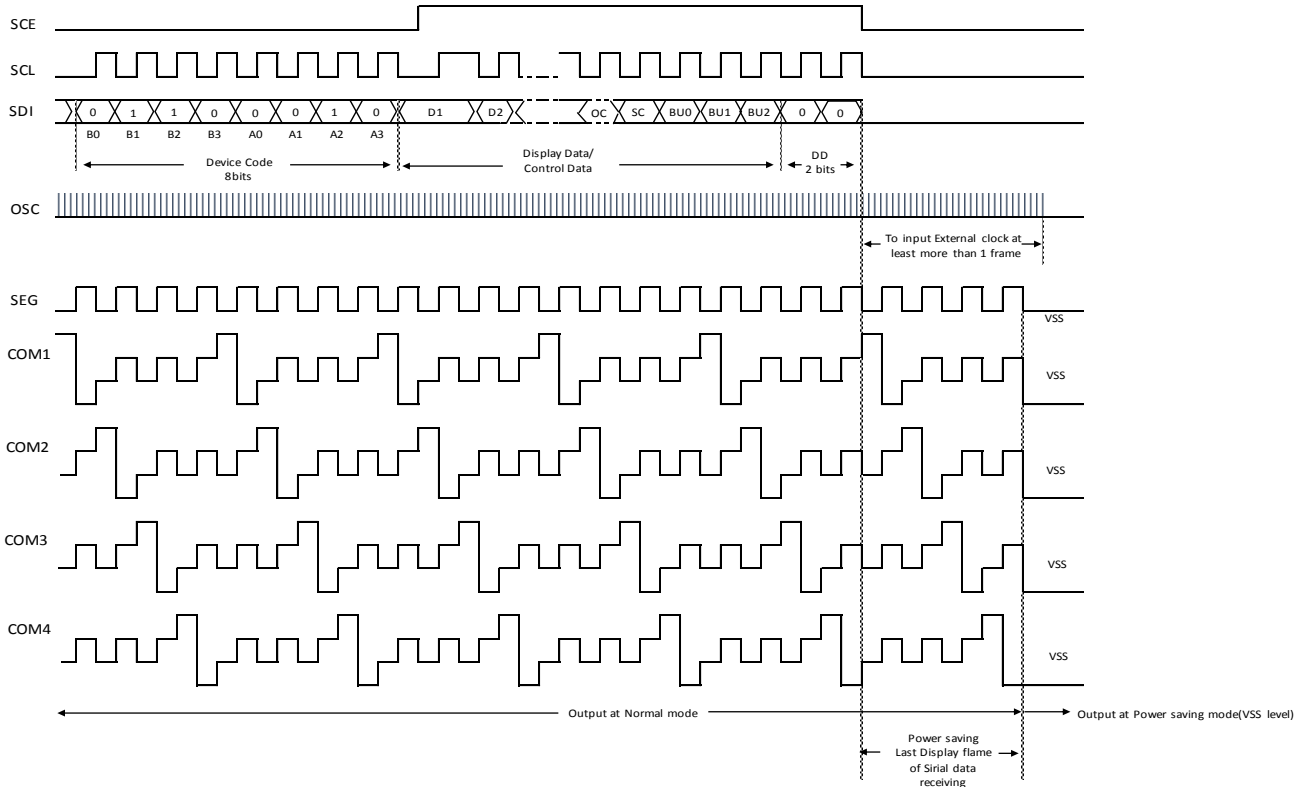 SCE
SCL
SDI
0 1 1 0 0 0 1 0 D1 D2 OC SC BU0 BU1 BU2 0 0
B0 B1 B2 B3 A0 A1 A2 A3
Device Code
8bits
Display Data/
Control Data
DD
2 bits
OSC
To input External clock at
least more than 1 frame
SEG
VSS
COM1
VSS
COM2
VSS
COM3
VSS
COM4
VSS
Output at Normal mode
Output at Power saving mode(VSS level)
Power saving
Last Display flame
of Sirial data
receiving